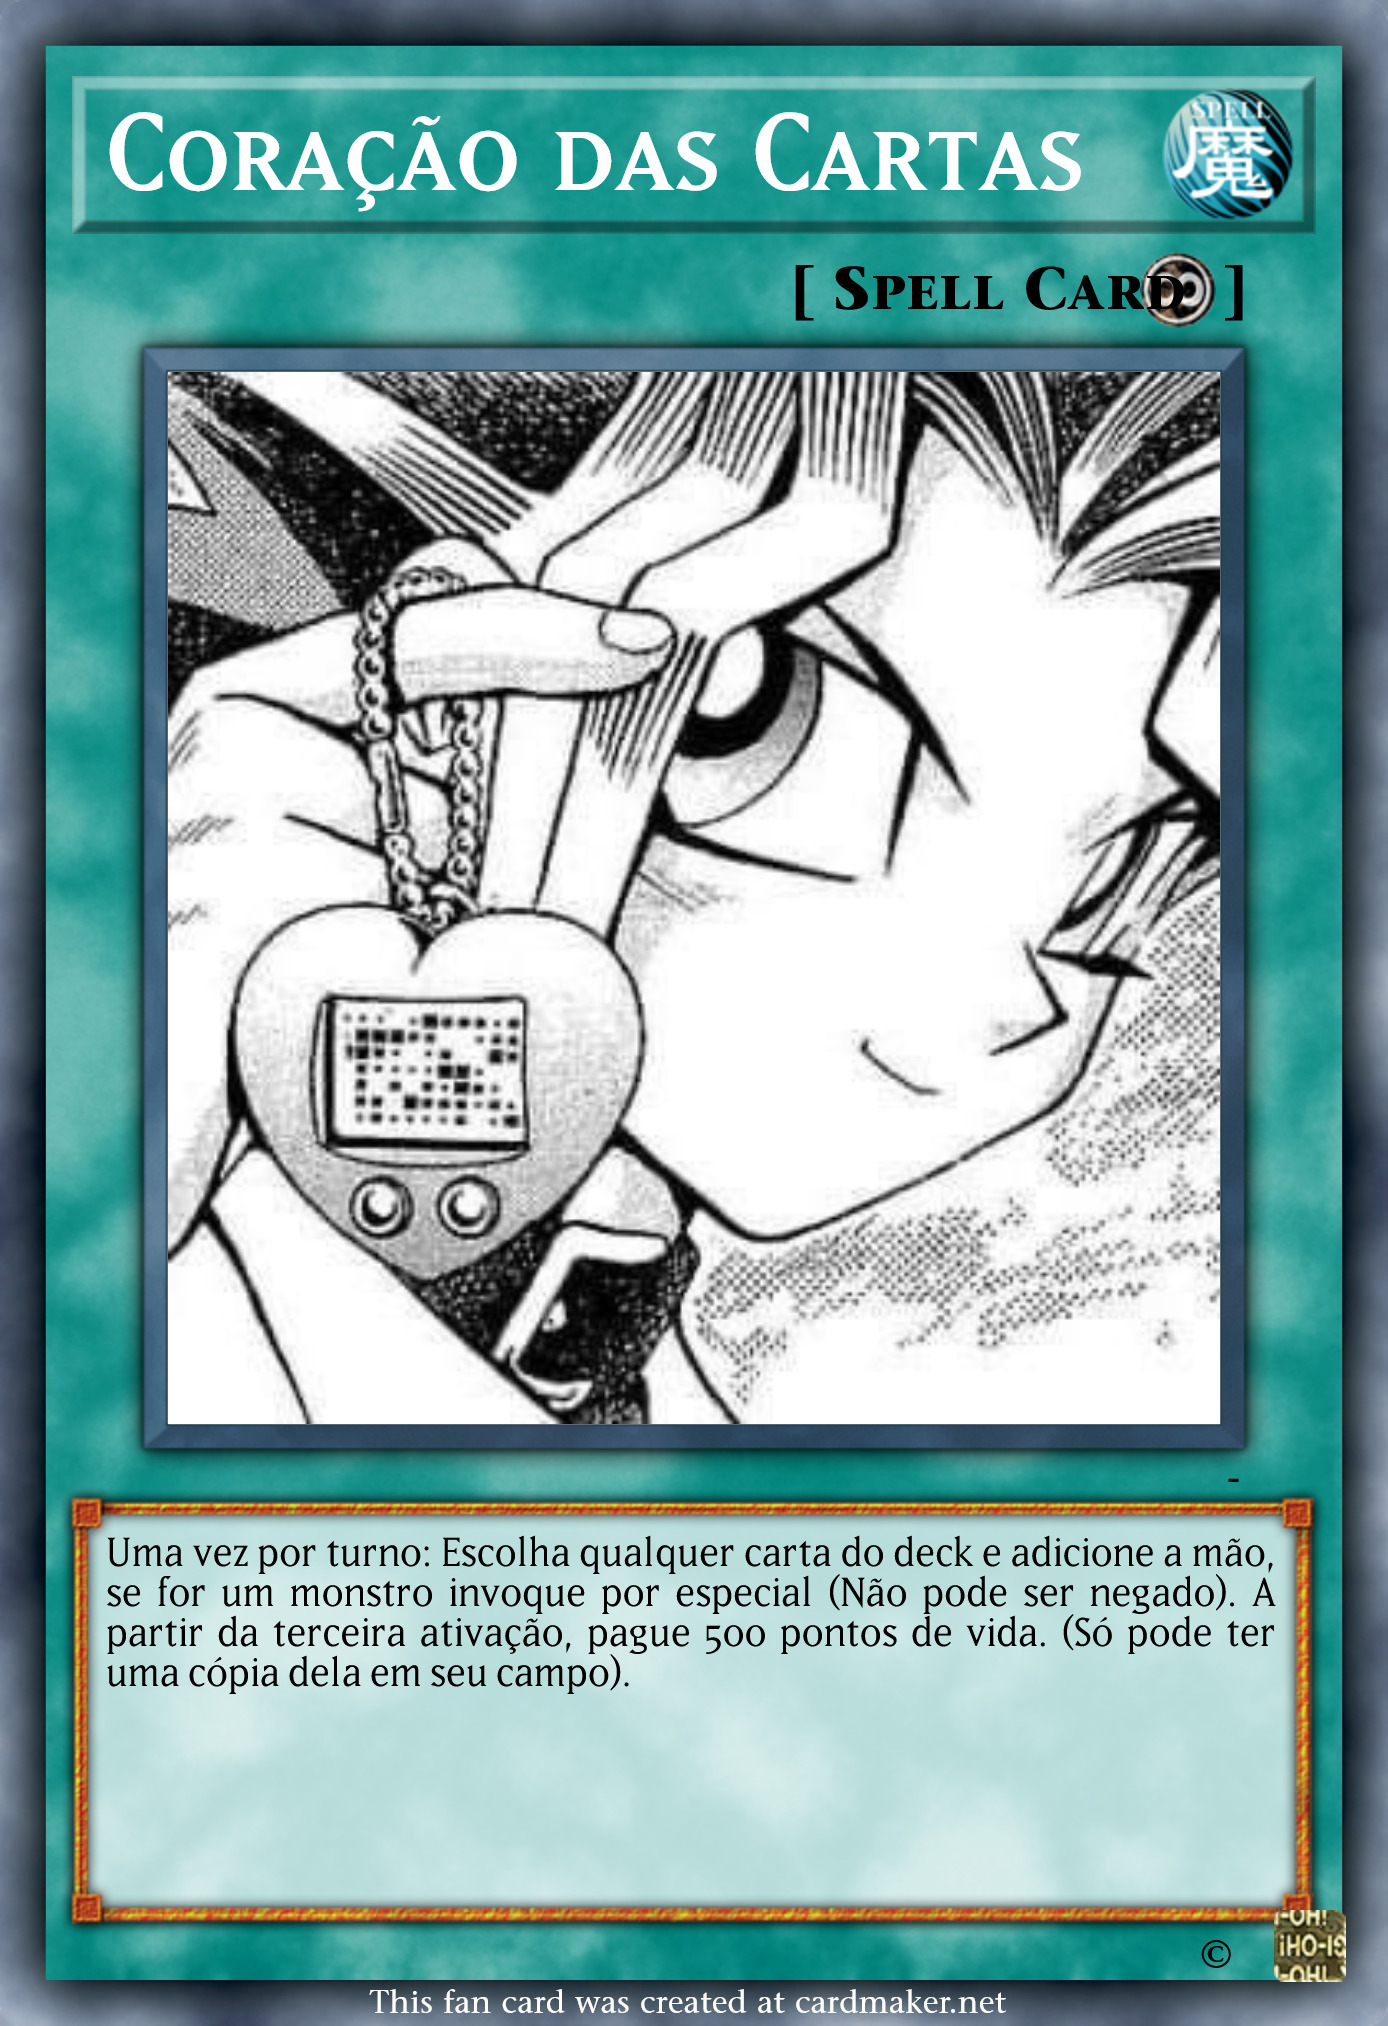 Coração das Cartas
SPELL
魔
[ Spell Card ]
-
Uma vez por turno: Escolha qualquer carta do deck e adicione a mão,
se for um monstro invoque por especial (Não pode ser negado). A
partir da terceira ativação, pague 500 pontos de vida. (Só pode ter
uma cópia dela em seu campo).
©
This fan card was created at cardmaker.net